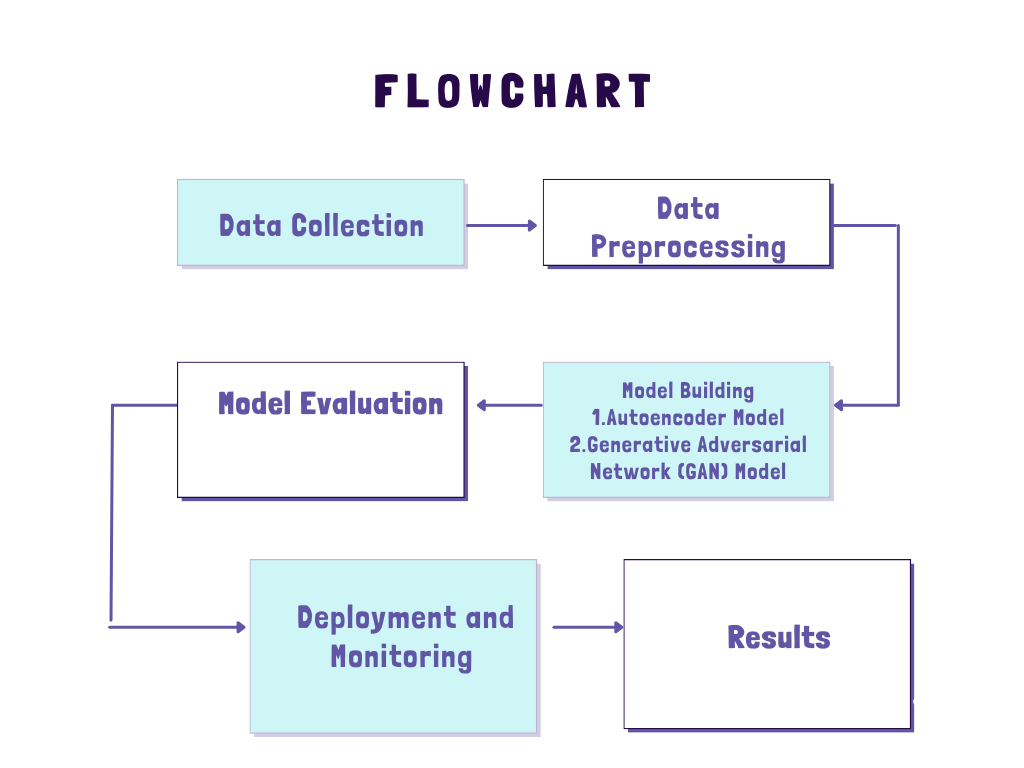 FLOWCHART
Data Collection
Data
Preprocessing
Model Evaluation
Model Building
1.Autoencoder Model
2.Generative Adversarial
Network (GAN) Model
Deployment and
Monitoring
Results